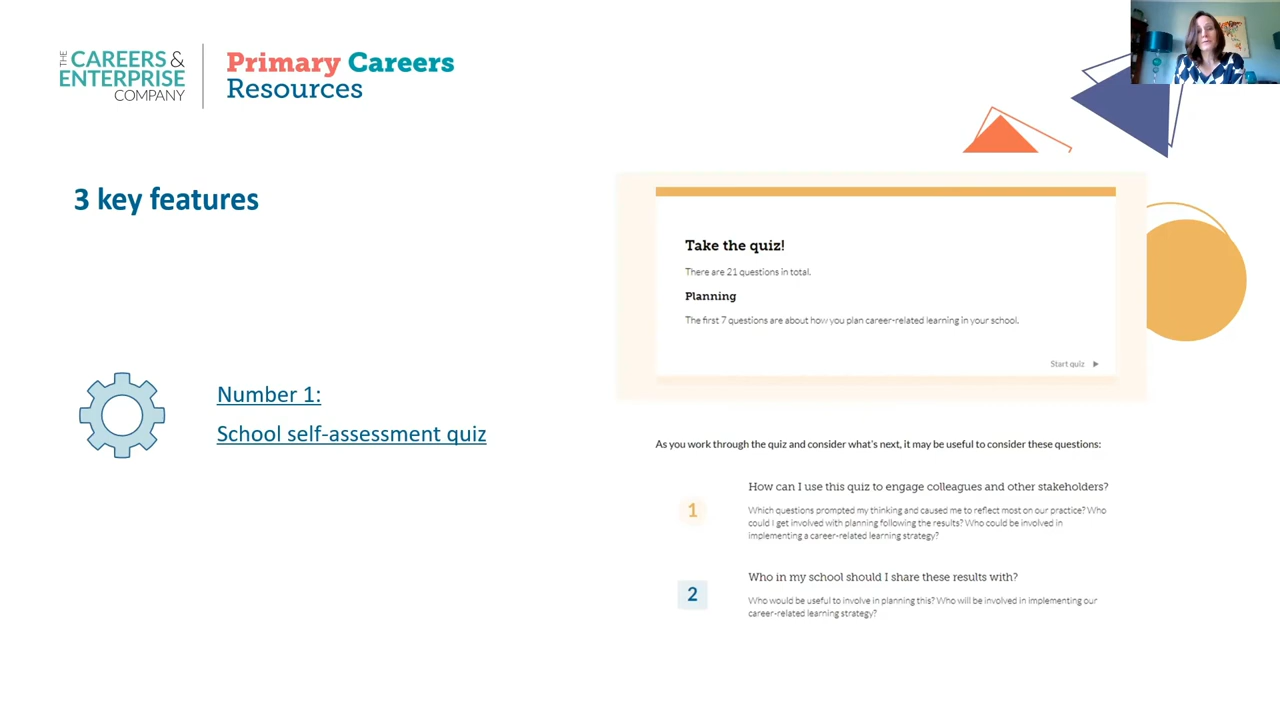 THE
CAREERS &
ENTERPRISE
COMPANY
Primary Careers
Resources
3 key features
Number 1:
School self-assessment quiz
Take the quiz!
There are 21 questions in total.
Planning
The first 7 questions are about how you plan career-related learning in your school.
Start quiz
As you work through the quiz and consider what's next, it may be useful to consider these questions:
1
How can I use this quiz to engage colleagues and other stakeholders?
Which questions prompted my thinking and caused me to reflect most on our practice? Who
could I get involved with planning following the results? Who could be involved in
implementing a career-related learning strategy?
2
Who in my school should I share these results with?
Who would be useful to involve in planning this? Who will be involved in implementing our
career-related learning strategy?